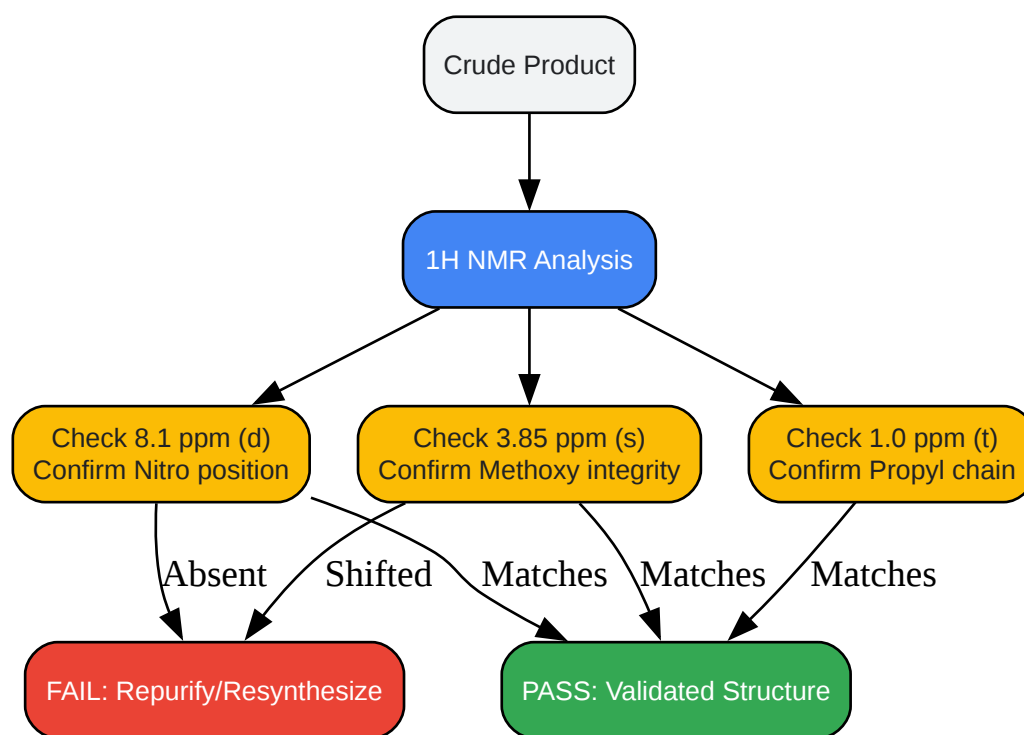 Crude Product
1H NMR Analysis
Check 8.1 ppm (d)
Confirm Nitro position
Check 3.85 ppm (s)
Confirm Methoxy integrity
Check 1.0 ppm (t)
Confirm Propyl chain
Absent
Shifted
Matches
Matches
Matches
FAIL: Repurify/Resynthesize
PASS: Validated Structure